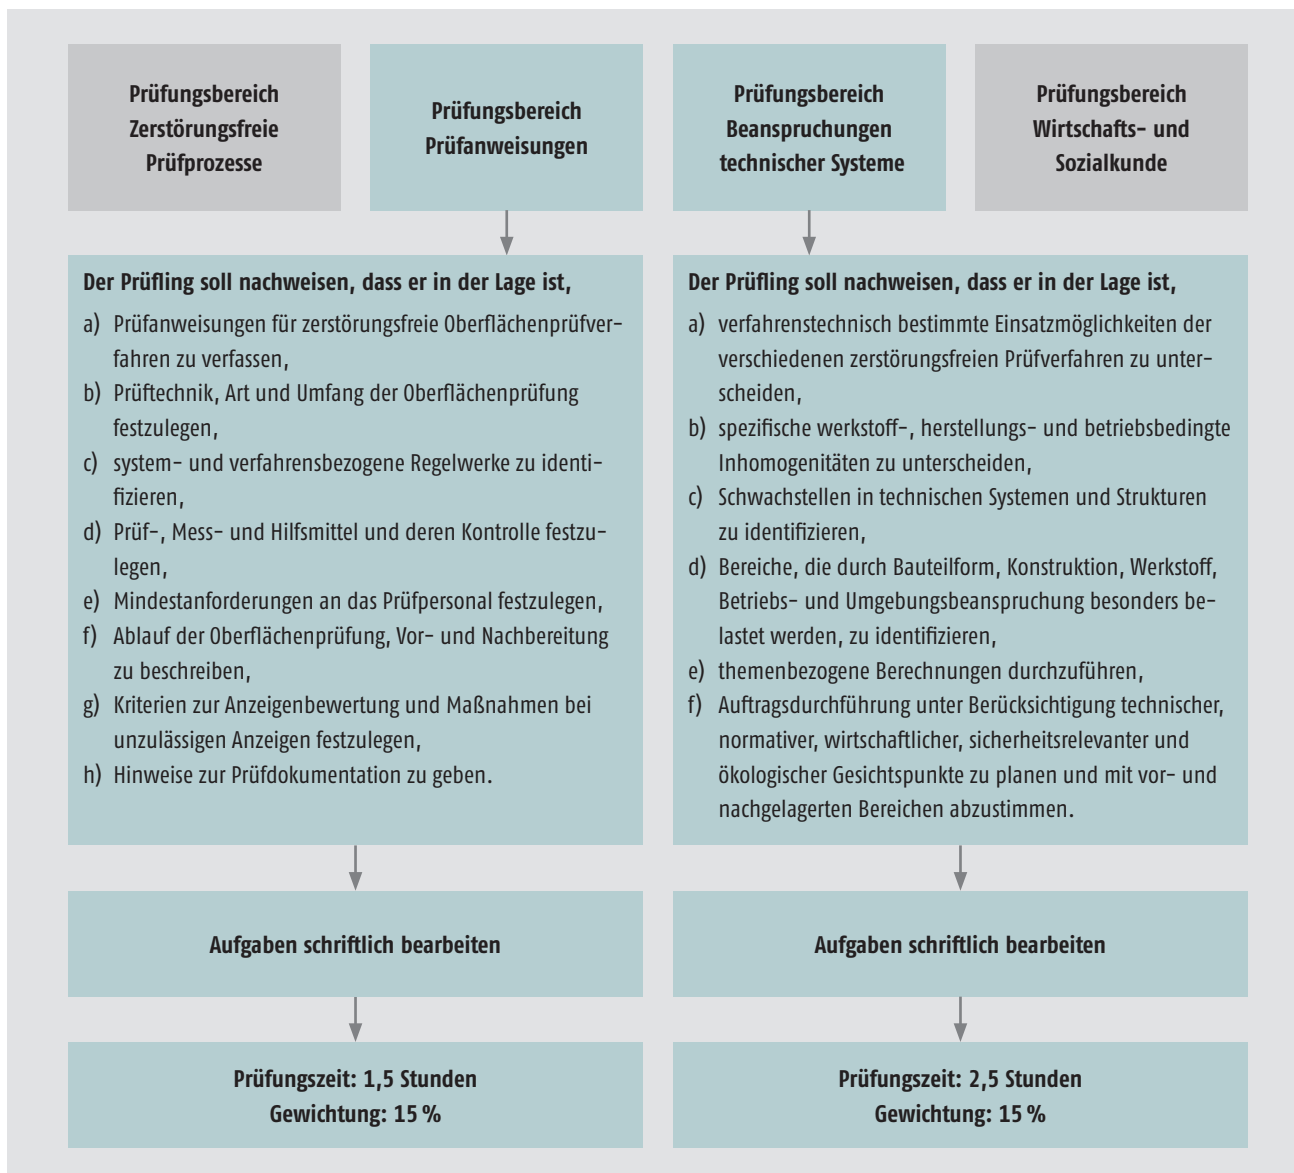 Prüfungsbereich
Zerstörungsfreie
Prüfprozesse
Prüfungsbereich
Prüfanweisungen
Prüfungsbereich
Beanspruchungen
technischer Systeme
Prüfungsbereich
Wirtschafts- und
Sozialkunde
Der Prüfling soll nachweisen, dass er in der Lage ist,
a) Prüfanweisungen für zerstörungsfreie Oberflächenprüfver-
fahren zu verfassen,
b) Prüftechnik, Art und Umfang der Oberflächenprüfung
festzulegen,
c) system- und verfahrensbezogene Regelwerke zu identi-
fizieren,
d) Prüf-, Mess- und Hilfsmittel und deren Kontrolle festzu-
legen,
e) Mindestanforderungen an das Prüfpersonal festzulegen,
f) Ablauf der Oberflächenprüfung, Vor- und Nachbereitung
zu beschreiben,
g) Kriterien zur Anzeigenbewertung und Maßnahmen bei
unzulässigen Anzeigen festzulegen,
h) Hinweise zur Prüfdokumentation zu geben.
Der Prüfling soll nachweisen, dass er in der Lage ist,
a) verfahrenstechnisch bestimmte Einsatzmöglichkeiten der
verschiedenen zerstörungsfreien Prüfverfahren zu unter-
scheiden,
b) spezifische werkstoff-, herstellungs- und betriebsbedingte
Inhomogenitäten zu unterscheiden,
c) Schwachstellen in technischen Systemen und Strukturen
zu identifizieren,
d) Bereiche, die durch Bauteilform, Konstruktion, Werkstoff,
Betriebs- und Umgebungsbeanspruchung besonders be-
lastet werden, zu identifizieren,
e) themenbezogene Berechnungen durchzuführen,
f) Auftragsdurchführung unter Berücksichtigung technischer,
normativer, wirtschaftlicher, sicherheitsrelevanter und
ökologischer Gesichtspunkte zu planen und mit vor- und
nachgelagerten Bereichen abzustimmen.
Aufgaben schriftlich bearbeiten
Aufgaben schriftlich bearbeiten
Prüfungszeit: 1,5 Stunden
Gewichtung: 15 %
Prüfungszeit: 2,5 Stunden
Gewichtung: 15 %